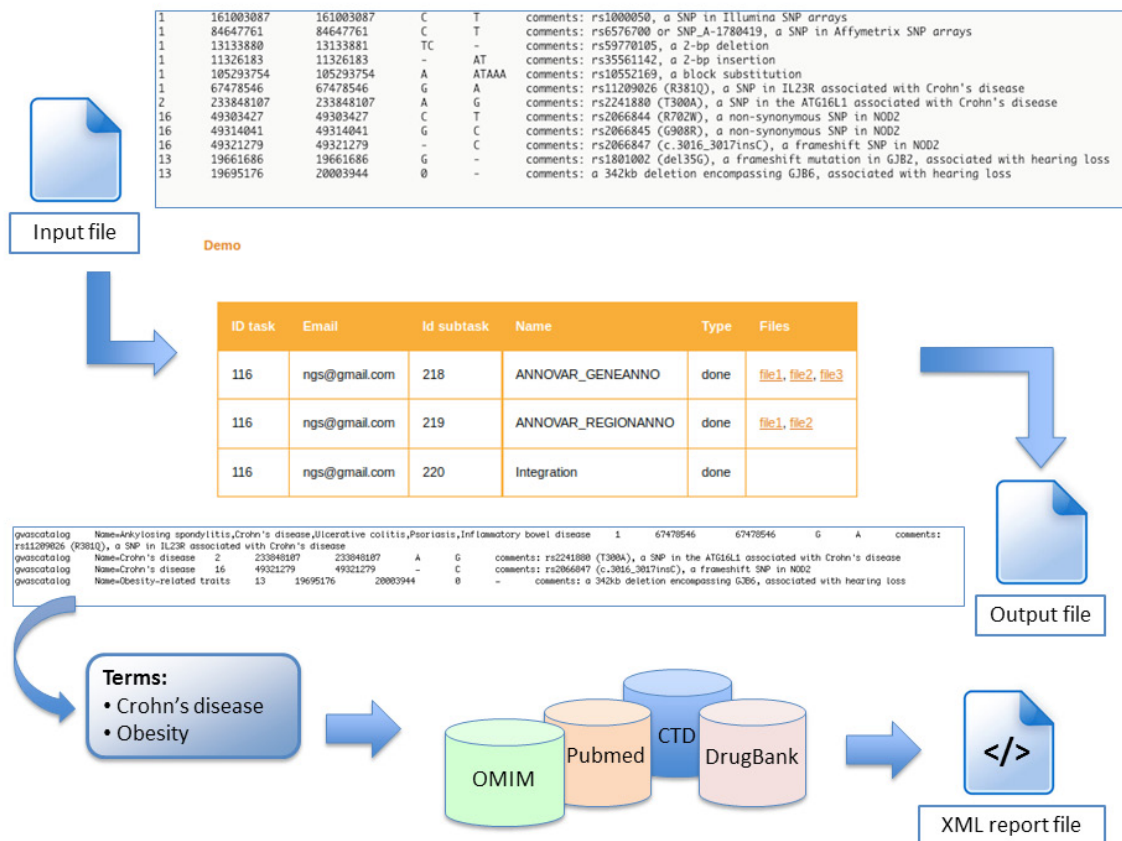 1 161003087 161003087 C T comments: rs1000050, a SNP in Illumina SNP arrays
1 84647761 84647761 C T comments: rs6576700 or SNP_A-1780419, a SNP in Affymetrix SNP arrays
1 13133880 13133881 TC - comments: rs59770105, a 2-bp deletion
1 11326183 11326183 - AT comments: rs35561142, a 2-bp insertion
1 105293754 105293754 A ATAAA comments: rs10552169, a block substitution
1 67478546 67478546 G A comments: rs11209026 (R381Q), a SNP in IL23R associated with Crohn's disease
2 233848107 233848107 A G comments: rs2241880 (T300A), a SNP in the ATG16L1 associated with Crohn's disease
16 49303427 49303427 C T comments: rs2066844 (R702W), a non-synonymous SNP in NOD2
16 49314041 49314041 G C comments: rs2066845 (G908R), a non-synonymous SNP in NOD2
16 49321279 49321279 - C comments: rs2066847 (c.3016_3017insC), a frameshift SNP in NOD2
13 19661686 19661686 G - comments: rs1801002 (del35G), a frameshift mutation in GJB2, associated with hearing loss
13 19695176 20003944 0 - comments: a 342kb deletion encompassing GJB6, associated with hearing loss
Input file
Demo
ID task Email Id subtask Name Type Files
116 ngs@gmail.com 218 ANNOVAR_GENEANNO done file1, file2, file3
116 ngs@gmail.com 219 ANNOVAR_REGIONANNO done file1, file2
116 ngs@gmail.com 220 Integration done
gwascatalog Name=Ankylosing spondylitis,Crohn's disease,Ulcerative colitis,Psoriasis,Inflammatory bowel disease 1 67478546 67478546 G A comments:
rs11209026 (R381Q), a SNP in IL23R associated with Crohn's disease
gwascatalog Name=Crohn's disease 2 233848107 233848107 A G comments: rs2241880 (T300A), a SNP in the ATG16L1 associated with Crohn's disease
gwascatalog Name=Crohn's disease 16 49321279 49321279 - C comments: rs2066847 (c.3016_3017insC), a frameshift SNP in NOD2
gwascatalog Name=Obesity-related traits 13 19695176 20003944 0 - comments: a 342kb deletion encompassing GJB6, associated with hearing loss
Output file
Terms:
• Crohn's disease
• Obesity
OMIM
Pubmed
CTD
DrugBank
</>
XML report file